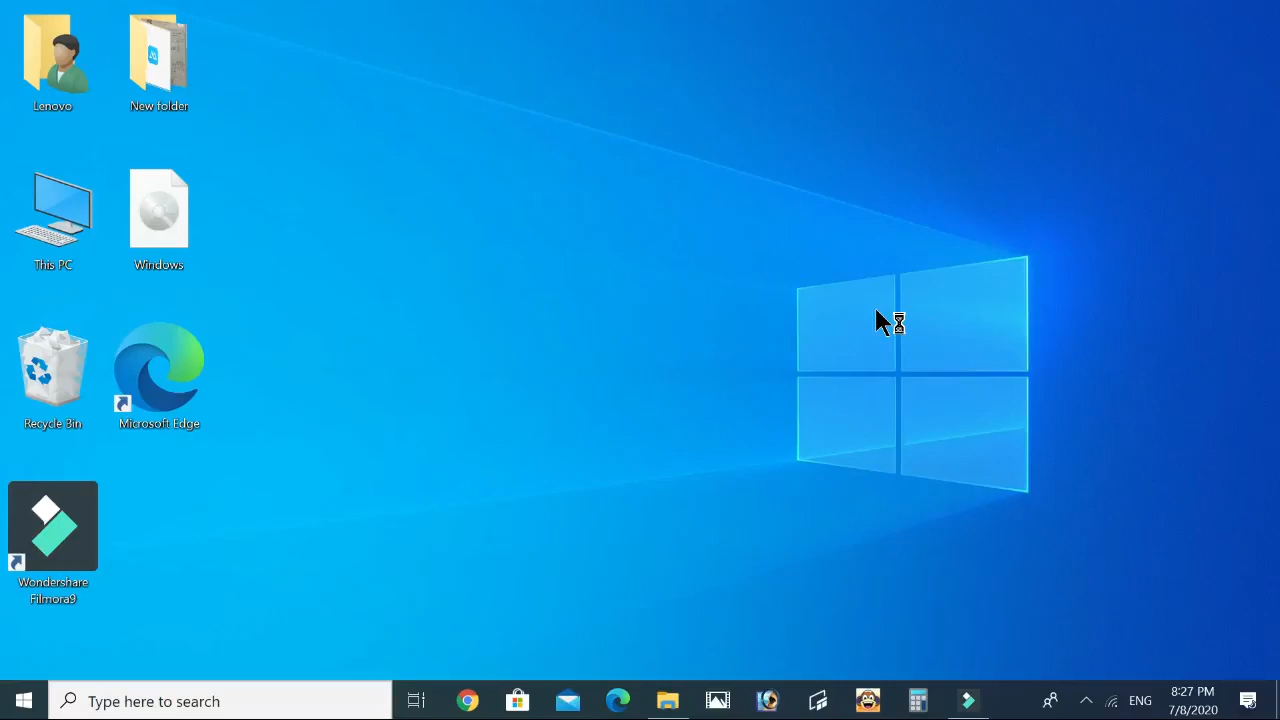 Lenovo
New folder
This PC
Windows
Recycle Bin
Microsoft Edge
Wondershare
Filmora9
Type here to search
ENG
8:27 PM
7/8/2020